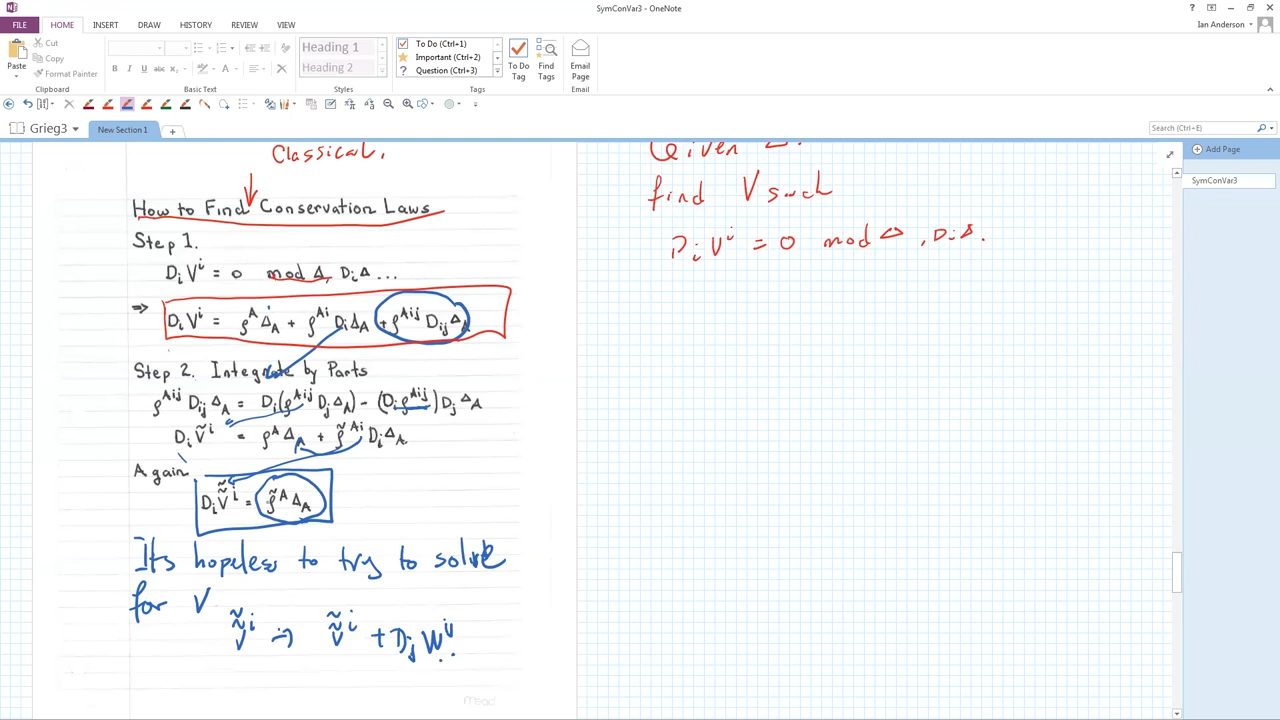 SymConVar3 - OneNote
FILE HOME INSERT DRAW HISTORY REVIEW VIEW
Ian Anderson
Paste
Cut
Copy
Format Painter
Clipboard
Basic Text
Heading 1
Heading 2
Styles
To Do (Ctrl+1)
Important (Ctrl+2)
Question (Ctrl+3)
Tags
To Do Tag
Find Tags
Email Page
Email
Grieg3
New Section 1
Search (Ctrl+E)
Add Page
SymConVar3
Classical.
How to Find Conservation Laws
Step 1.
D_i V^i = 0 mod Δ, D_i Δ ...
⇒ D_i V^i = ρ^A Δ_A + ρ^{Ai} D_i Δ_A + ρ^{Aij} D_{ij} Δ_A
Step 2. Integrate by Parts
ρ^{Aij} D_{ij} Δ_A = D_i(ρ^{Aij} D_j Δ_A) - (D_i ρ^{Aij}) D_j Δ_A
D_i Ṽ^i = ρ^A Δ_A + ρ̃^{Ai} D_i Δ_A
Again
D_i Ṽ̃^i = ρ̃^A Δ_A
Its hopeless to try to solve
for V
Ṽ̃^i ⇒ Ṽ̃^i + D_j W^{ij}
Mead
Given Δ.
find V such
D_i V^i = 0 mod Δ, D_i Δ.